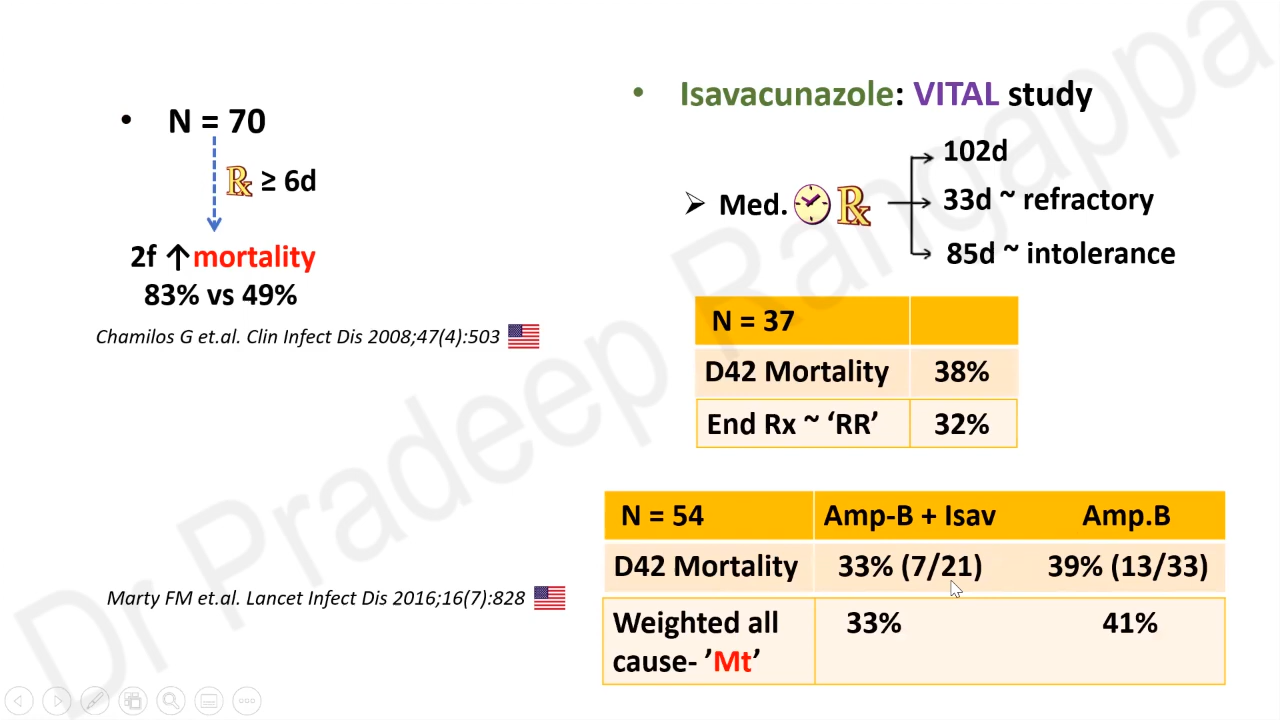 • N = 70
Rx ≥ 6d
2f ↑mortality
83% vs 49%
Chamilos G et.al. Clin Infect Dis 2008;47(4):503
Marty FM et.al. Lancet Infect Dis 2016;16(7):828
• Isavacunazole: VITAL study
➢ Med. Rx
102d
33d ~ refractory
85d ~ intolerance
N = 37
D42 Mortality 38%
End Rx ~ ‘RR’ 32%
N = 54 Amp-B + Isav Amp.B
D42 Mortality 33% (7/21) 39% (13/33)
Weighted all 33% 41%
cause- ’Mt’
Dr Pradeep Rangappa